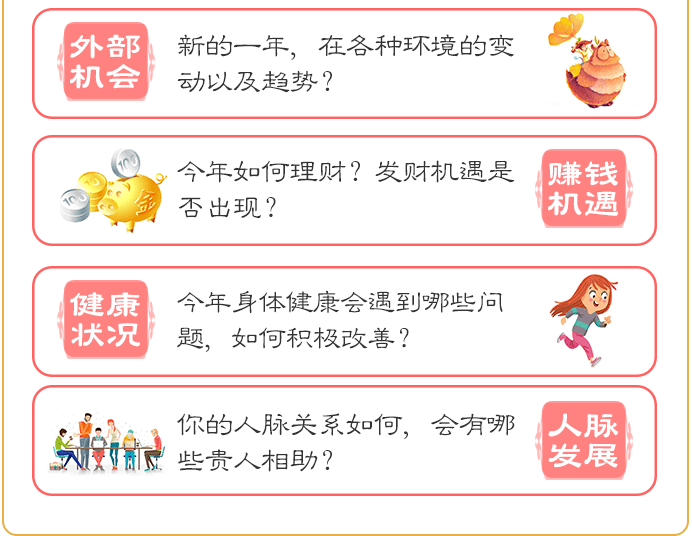 外部
机会
新的一年，在各种环境的变
动以及趋势？
今年如何理财？发财机遇是
否出现？
赚钱
机遇
100
100
金
健康
状况
今年身体健康会遇到哪些问
题，如何积极改善？
你的人脉关系如何，会有哪
些贵人相助？
人脉
发展